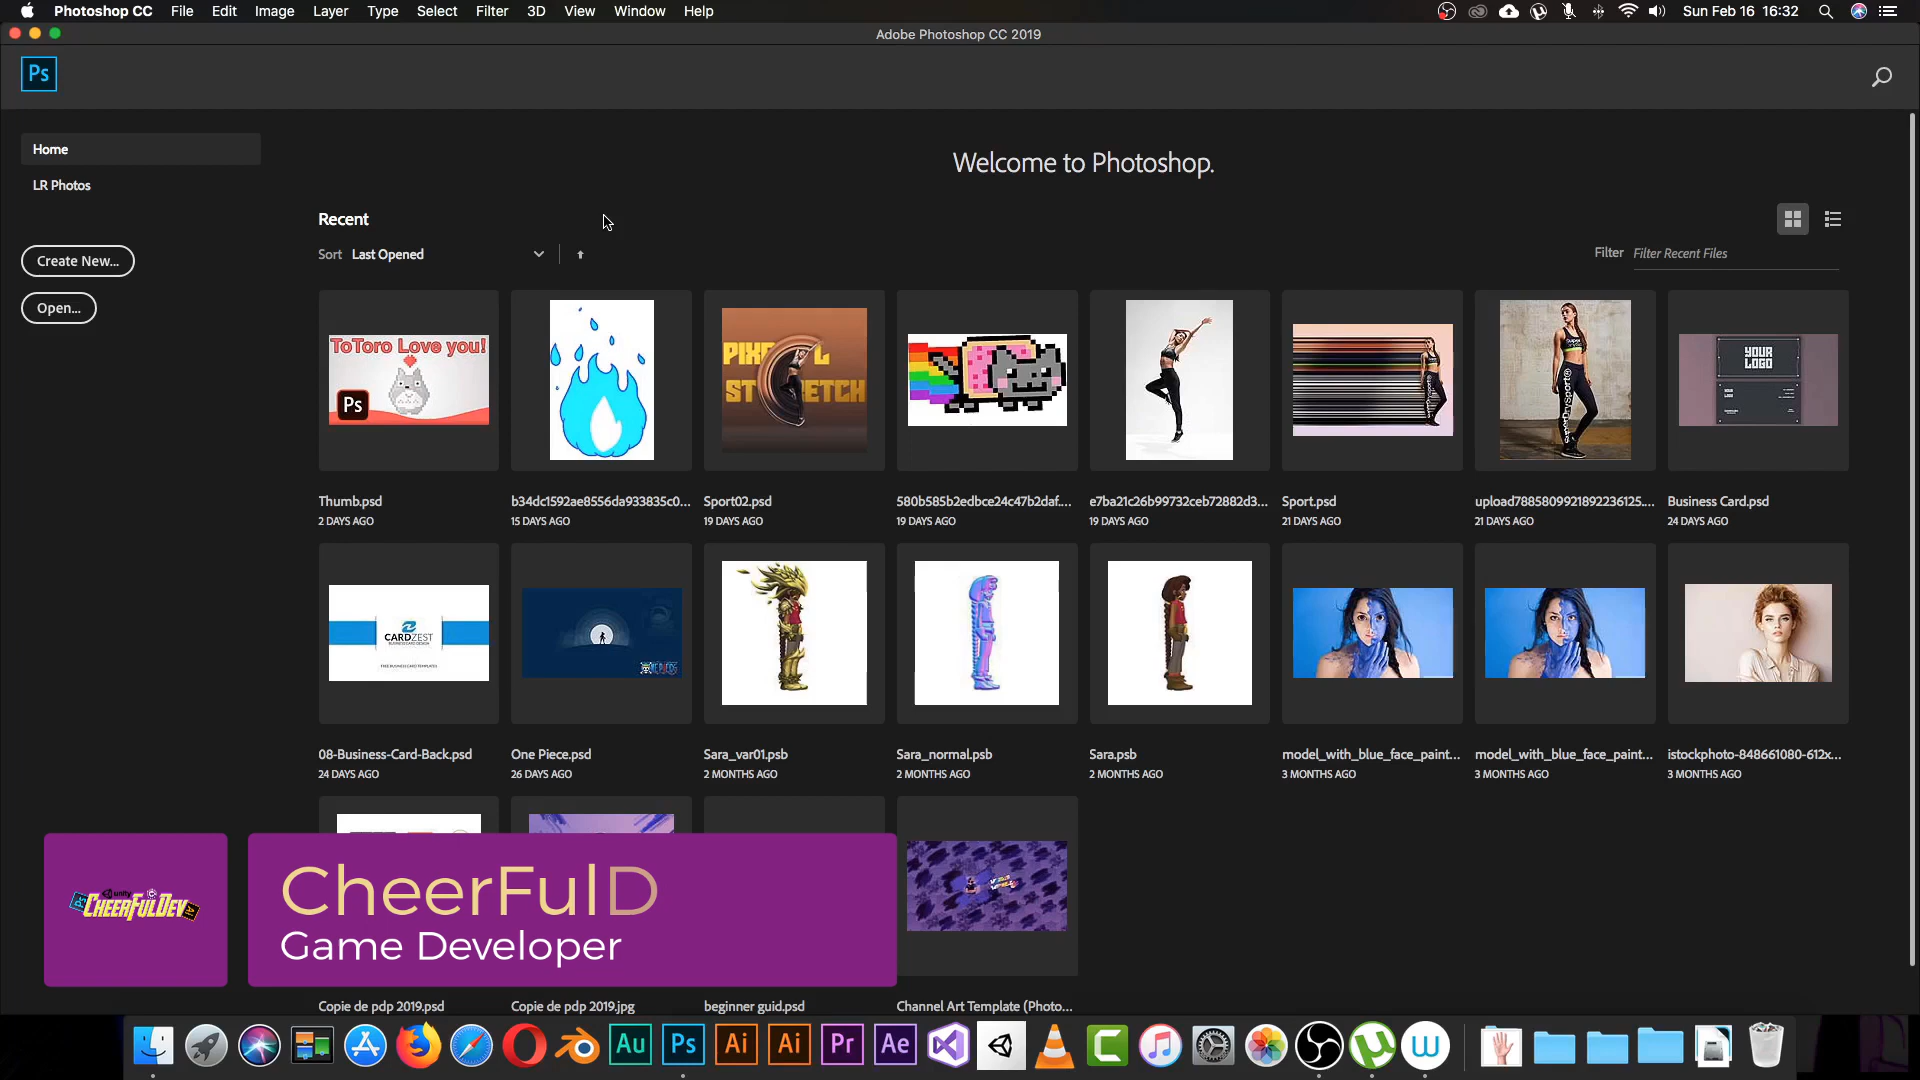 Photoshop CC File Edit Image Layer Type Select Filter 3D View Window Help
Sun Feb 16 16:32
Adobe Photoshop CC 2019
Ps
Home
LR Photos
Create New...
Open...
Welcome to Photoshop.
Recent
Sort Last Opened
Filter Filter Recent Files
ToToro Love you!
Ps
PIXEL
STRETCH
YOUR
LOGO
Thumb.psd
2 DAYS AGO
b34dc1592ae8556da933835c0...
15 DAYS AGO
Sport02.psd
19 DAYS AGO
580b585b2edbce24c47b2daf....
19 DAYS AGO
e7ba21c26b99732ceb72882d3...
19 DAYS AGO
Sport.psd
21 DAYS AGO
upload7885809921892236125....
21 DAYS AGO
Business Card.psd
24 DAYS AGO
CARDZEST
08-Business-Card-Back.psd
24 DAYS AGO
One Piece.psd
26 DAYS AGO
Sara_var01.psb
2 MONTHS AGO
Sara_normal.psb
2 MONTHS AGO
Sara.psb
2 MONTHS AGO
model_with_blue_face_paint...
3 MONTHS AGO
model_with_blue_face_paint...
3 MONTHS AGO
istockphoto-848661080-612x...
3 MONTHS AGO
unity
CHEERFULDEV
CheerFulD
Game Developer
Copie de pdp 2019.psd
Copie de pdp 2019.jpg
beginner guid.psd
Channel Art Template (Photo...
Au Ps Ai Ai Pr Ae